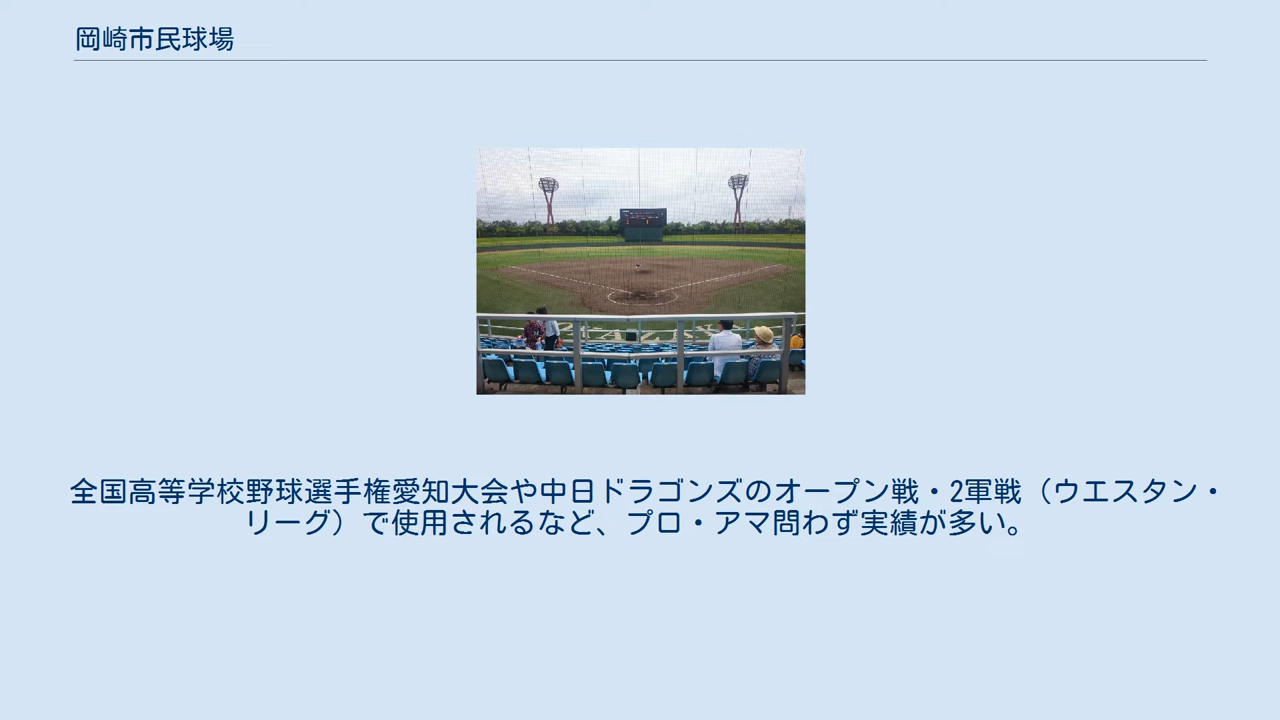 岡崎市民球場
全国高等学校野球選手権愛知大会や中日ドラゴンズのオープン戦・2軍戦（ウエスタン・
リーグ）で使用されるなど、プロ・アマ問わず実績が多い。